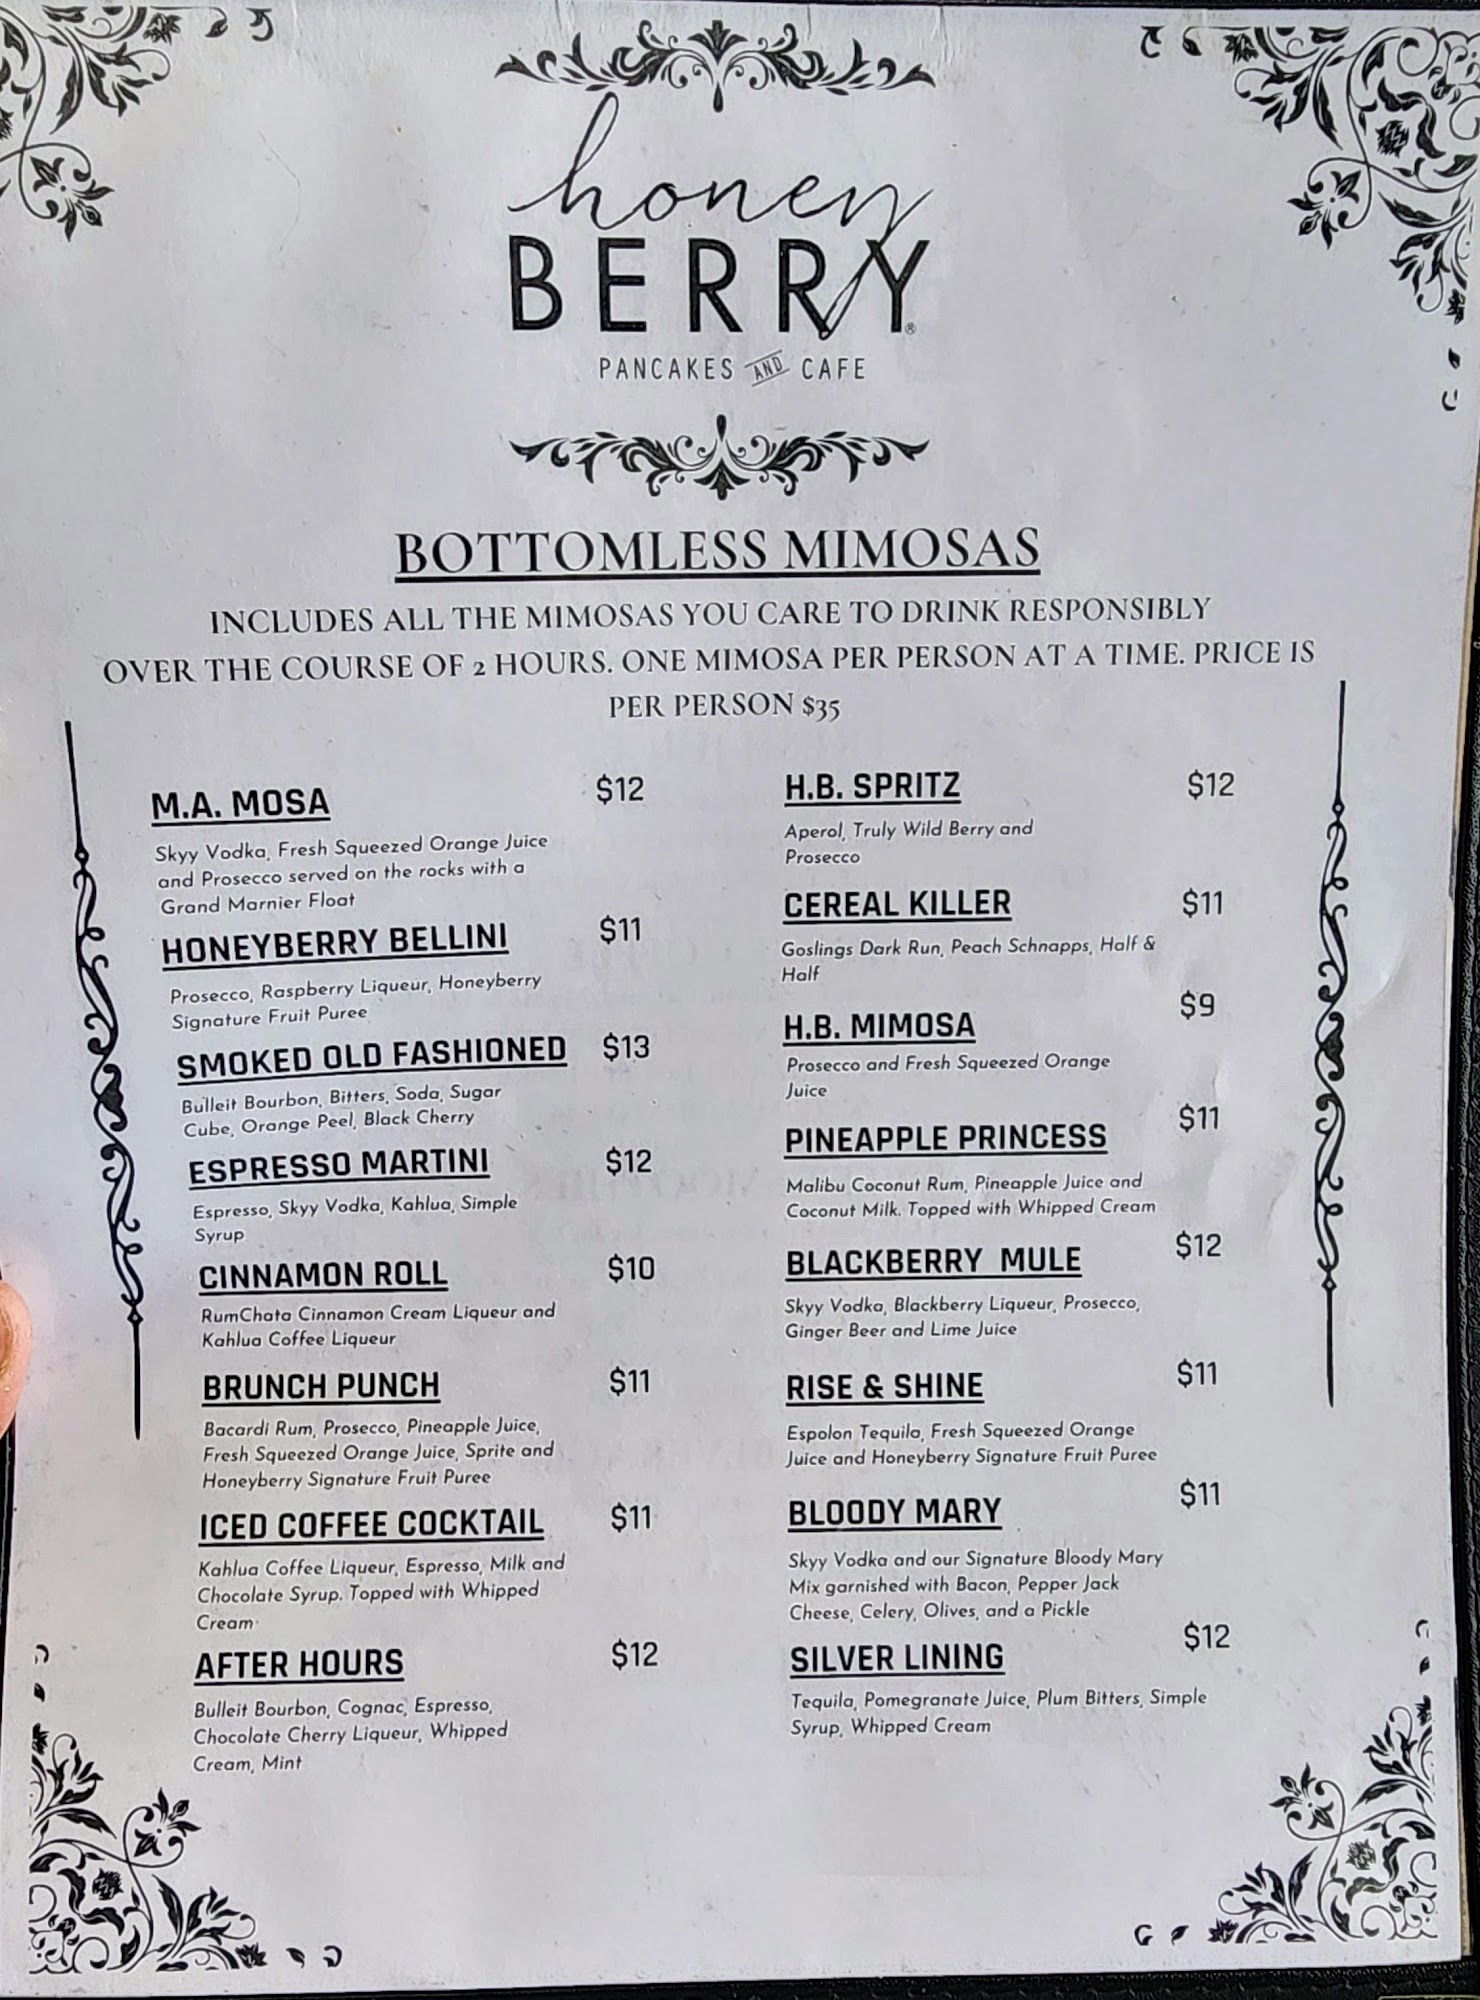 honey
BERRY®
PANCAKES AND CAFE
BOTTOMLESS MIMOSAS
INCLUDES ALL THE MIMOSAS YOU CARE TO DRINK RESPONSIBLY
OVER THE COURSE OF 2 HOURS. ONE MIMOSA PER PERSON AT A TIME. PRICE IS
PER PERSON $35
M.A. MOSA $12
Skyy Vodka, Fresh Squeezed Orange Juice
and Prosecco served on the rocks with a
Grand Marnier Float
HONEYBERRY BELLINI $11
Prosecco, Raspberry Liqueur, Honeyberry
Signature Fruit Puree
SMOKED OLD FASHIONED $13
Bulleit Bourbon, Bitters, Soda, Sugar
Cube, Orange Peel, Black Cherry
ESPRESSO MARTINI $12
Espresso, Skyy Vodka, Kahlua, Simple
Syrup
CINNAMON ROLL $10
RumChata Cinnamon Cream Liqueur and
Kahlua Coffee Liqueur
BRUNCH PUNCH $11
Bacardi Rum, Prosecco, Pineapple Juice,
Fresh Squeezed Orange Juice, Sprite and
Honeyberry Signature Fruit Puree
ICED COFFEE COCKTAIL $11
Kahlua Coffee Liqueur, Espresso, Milk and
Chocolate Syrup. Topped with Whipped
Cream
AFTER HOURS $12
Bulleit Bourbon, Cognac, Espresso,
Chocolate Cherry Liqueur, Whipped
Cream, Mint
H.B. SPRITZ $12
Aperol, Truly Wild Berry and
Prosecco
CEREAL KILLER $11
Goslings Dark Run, Peach Schnapps, Half &
Half
H.B. MIMOSA $9
Prosecco and Fresh Squeezed Orange
Juice
PINEAPPLE PRINCESS $11
Malibu Coconut Rum, Pineapple Juice and
Coconut Milk. Topped with Whipped Cream
BLACKBERRY MULE $12
Skyy Vodka, Blackberry Liqueur, Prosecco,
Ginger Beer and Lime Juice
RISE & SHINE $11
Espolon Tequila, Fresh Squeezed Orange
Juice and Honeyberry Signature Fruit Puree
BLOODY MARY $11
Skyy Vodka and our Signature Bloody Mary
Mix garnished with Bacon, Pepper Jack
Cheese, Celery, Olives, and a Pickle
SILVER LINING $12
Tequila, Pomegranate Juice, Plum Bitters, Simple
Syrup, Whipped Cream